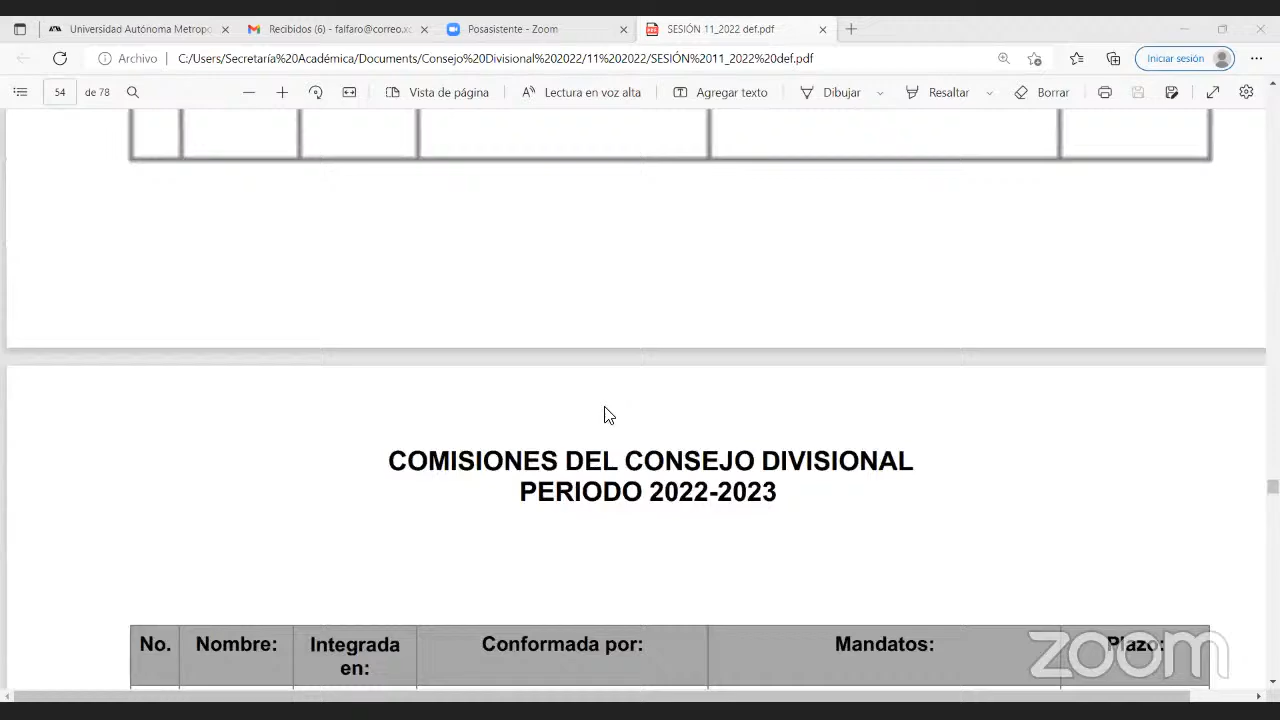 Universidad Autónoma Metropo
Recibidos (6) - falfaro@correo.xo
Posasistente - Zoom
SESIÓN 11_2022 def.pdf
Archivo
C:/Users/Secretaría%20Académica/Documents/Consejo%20Divisional%202022/11%202022/SESIÓN%2011_2022%20def.pdf
Iniciar sesión
54 de 78
Vista de página
Lectura en voz alta
Agregar texto
Dibujar
Resaltar
Borrar
COMISIONES DEL CONSEJO DIVISIONAL
PERIODO 2022-2023
No. Nombre: Integrada en: Conformada por: Mandatos: Plazo:
zoom